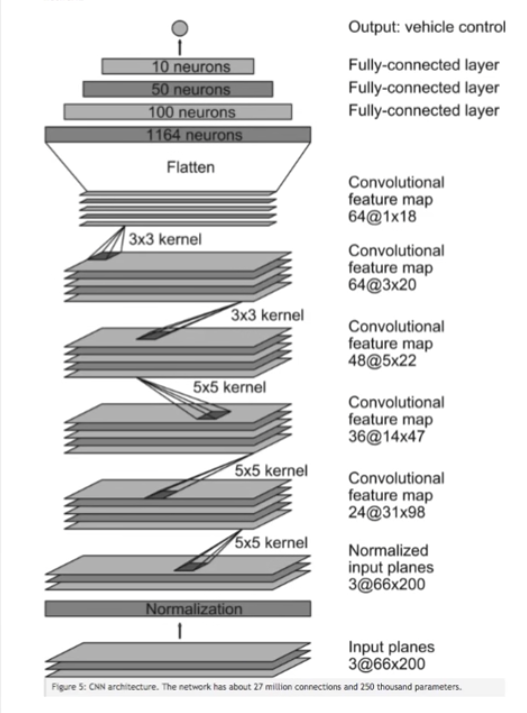 Output: vehicle control
10 neurons
Fully-connected layer
50 neurons
Fully-connected layer
100 neurons
Fully-connected layer
1164 neurons
Flatten
Convolutional
feature map
64@1x18
3x3 kernel
Convolutional
feature map
64@3x20
3x3 kernel
Convolutional
feature map
48@5x22
5x5 kernel
Convolutional
feature map
36@14x47
5x5 kernel
Convolutional
feature map
24@31x98
5x5 kernel
Normalized
input planes
3@66x200
Normalization
Input planes
3@66x200
Figure 5: CNN architecture. The network has about 27 million connections and 250 thousand parameters.